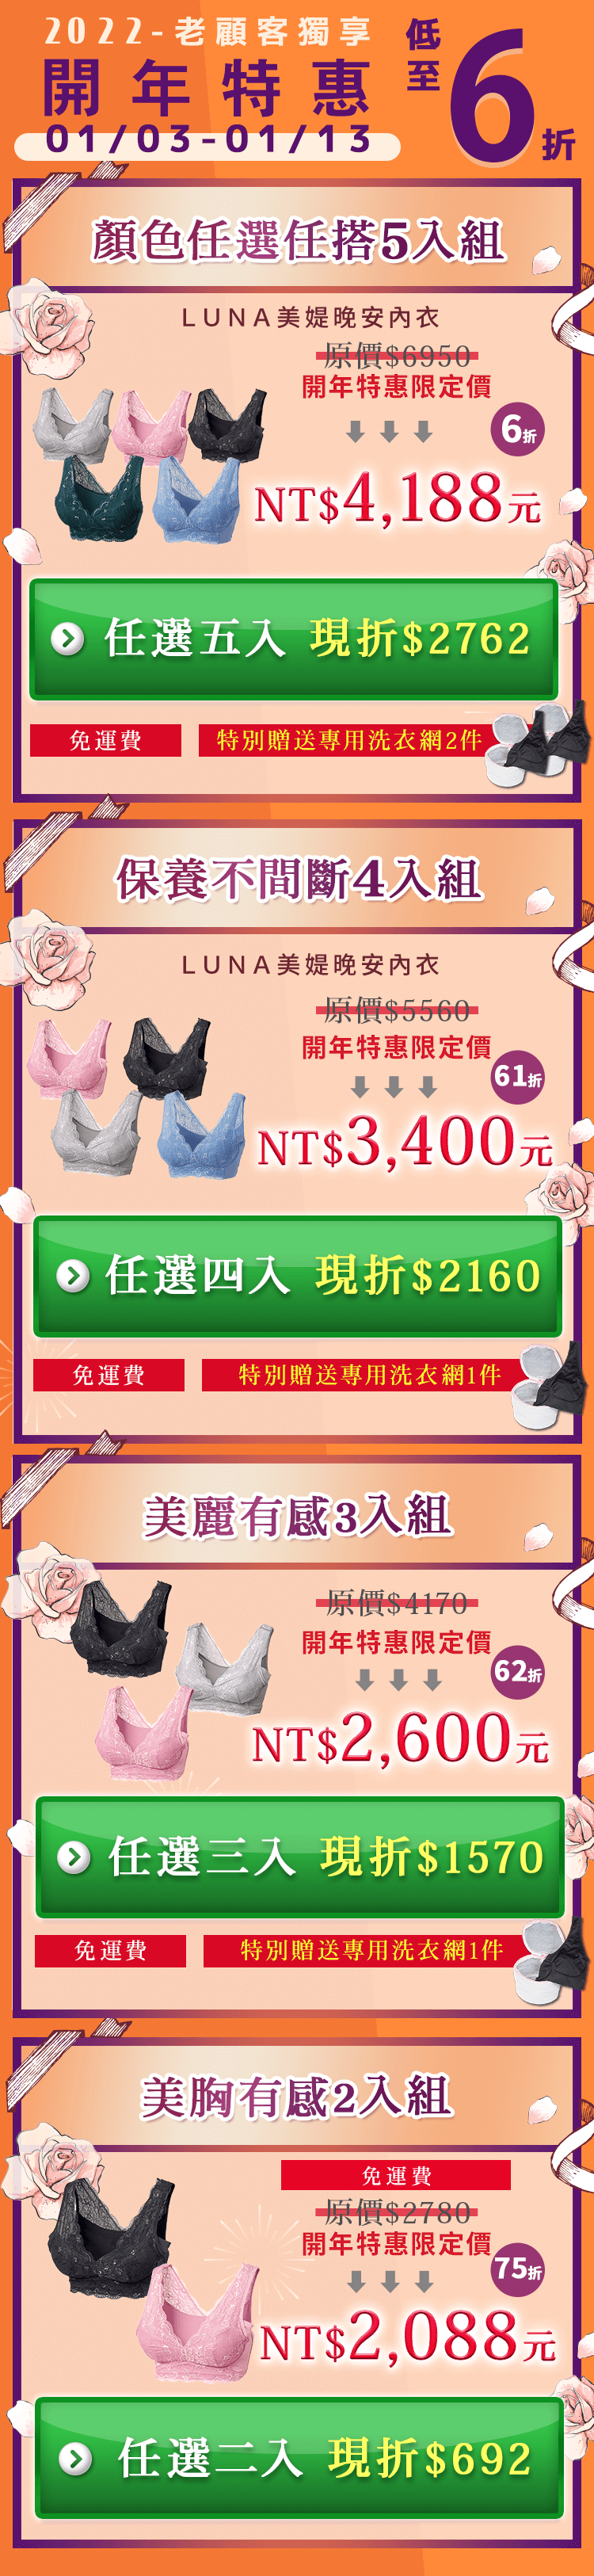 2022-老顧客獨享
開年特惠
01/03-01/13
低至6折
顏色任選任搭5入組
LUNA美媞晚安內衣
原價$6950
開年特惠限定價
6折
NT$4,188元
任選五入 現折$2762
免運費
特別贈送專用洗衣網2件
保養不間斷4入組
LUNA美媞晚安內衣
原價$5560
開年特惠限定價
61折
NT$3,400元
任選四入 現折$2160
免運費
特別贈送專用洗衣網1件
美麗有感3入組
原價$4170
開年特惠限定價
62折
NT$2,600元
任選三入 現折$1570
免運費
特別贈送專用洗衣網1件
美胸有感2入組
免運費
原價$2780
開年特惠限定價
75折
NT$2,088元
任選二入 現折$692